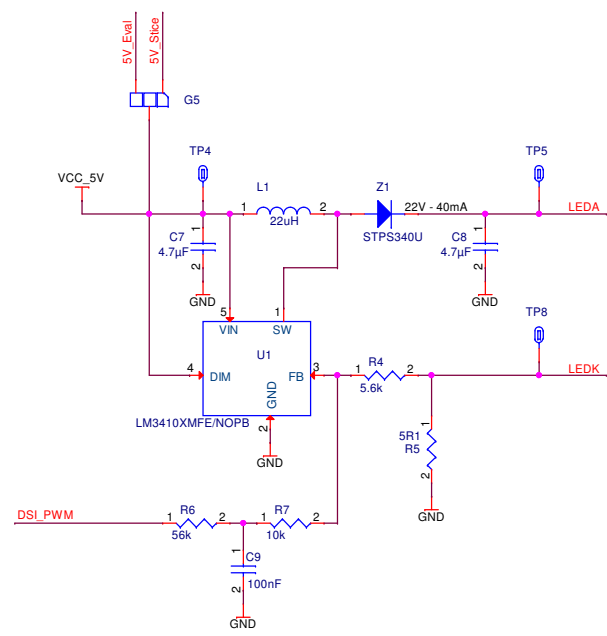 5V_Eval
5V_Stice
G5
TP4
TP5
VCC_5V
L1
Z1
1 2
22V - 40mA
LEDA
22uH
STPS340U
1
C7
4.7µF
2
GND
1
C8
4.7µF
2
GND
5 1
VIN SW
TP8
U1
4 DIM
FB 3
R4
1 2
5.6k
LEDK
GND
LM3410XMFE/NOPB
2
GND
1
5R1
R5
2
GND
DSI_PWM
R6
1 2
56k
R7
1 2
10k
1
C9
100nF
2
GND